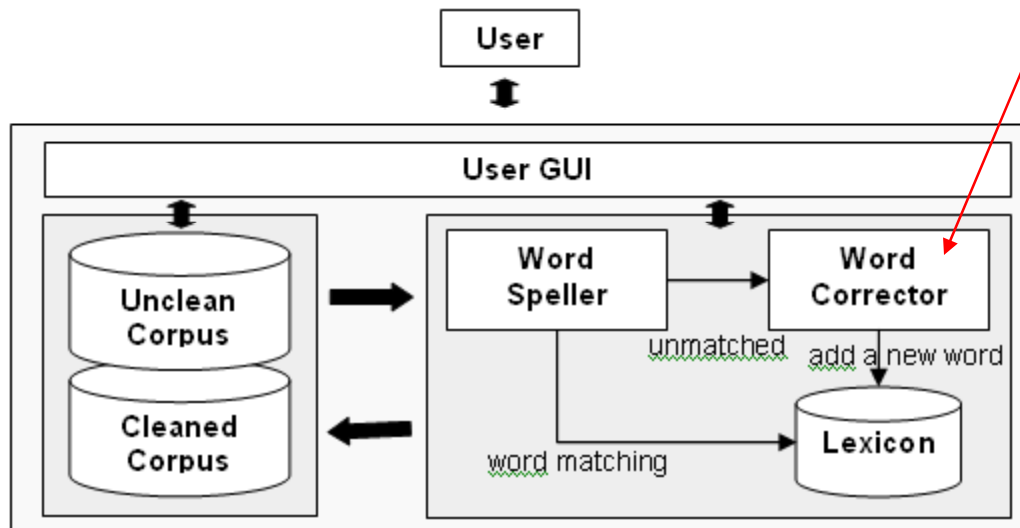 User
User GUI
Unclean
Corpus
Cleaned
Corpus
Word
Speller
Word
Corrector
unmatched
add a new word
Lexicon
word matching